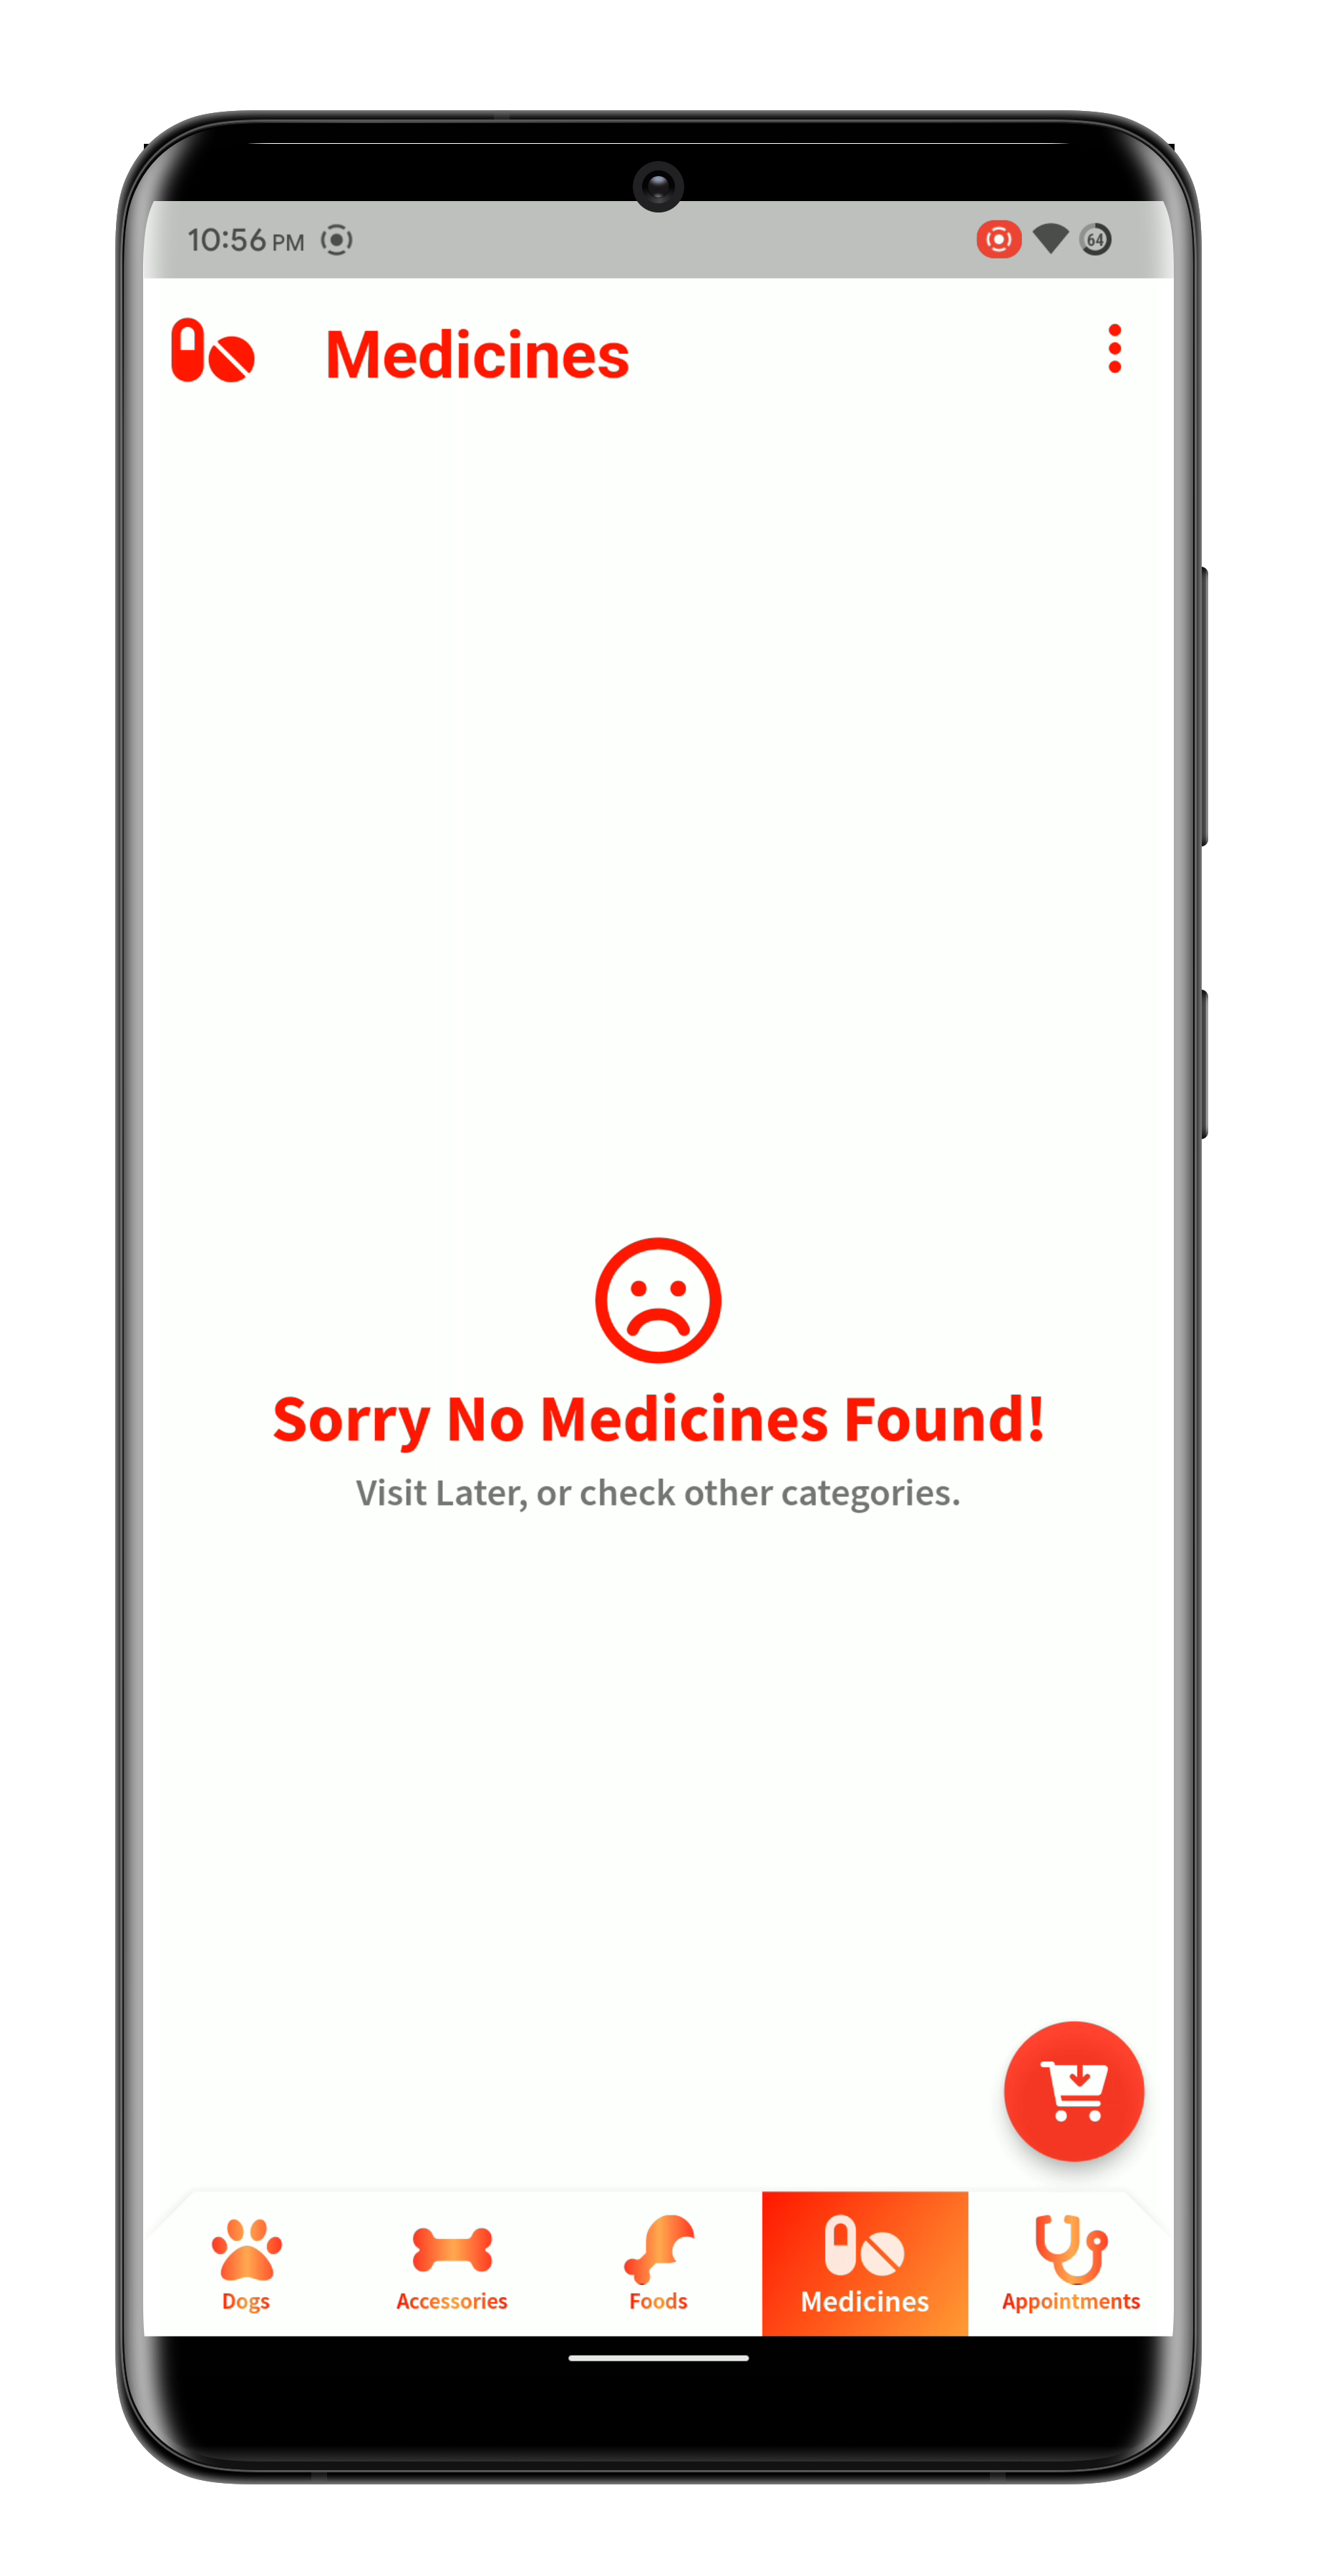 10:56 PM
64
Medicines
Sorry No Medicines Found!
Visit Later, or check other categories.
Dogs
Accessories
Foods
Medicines
Appointments